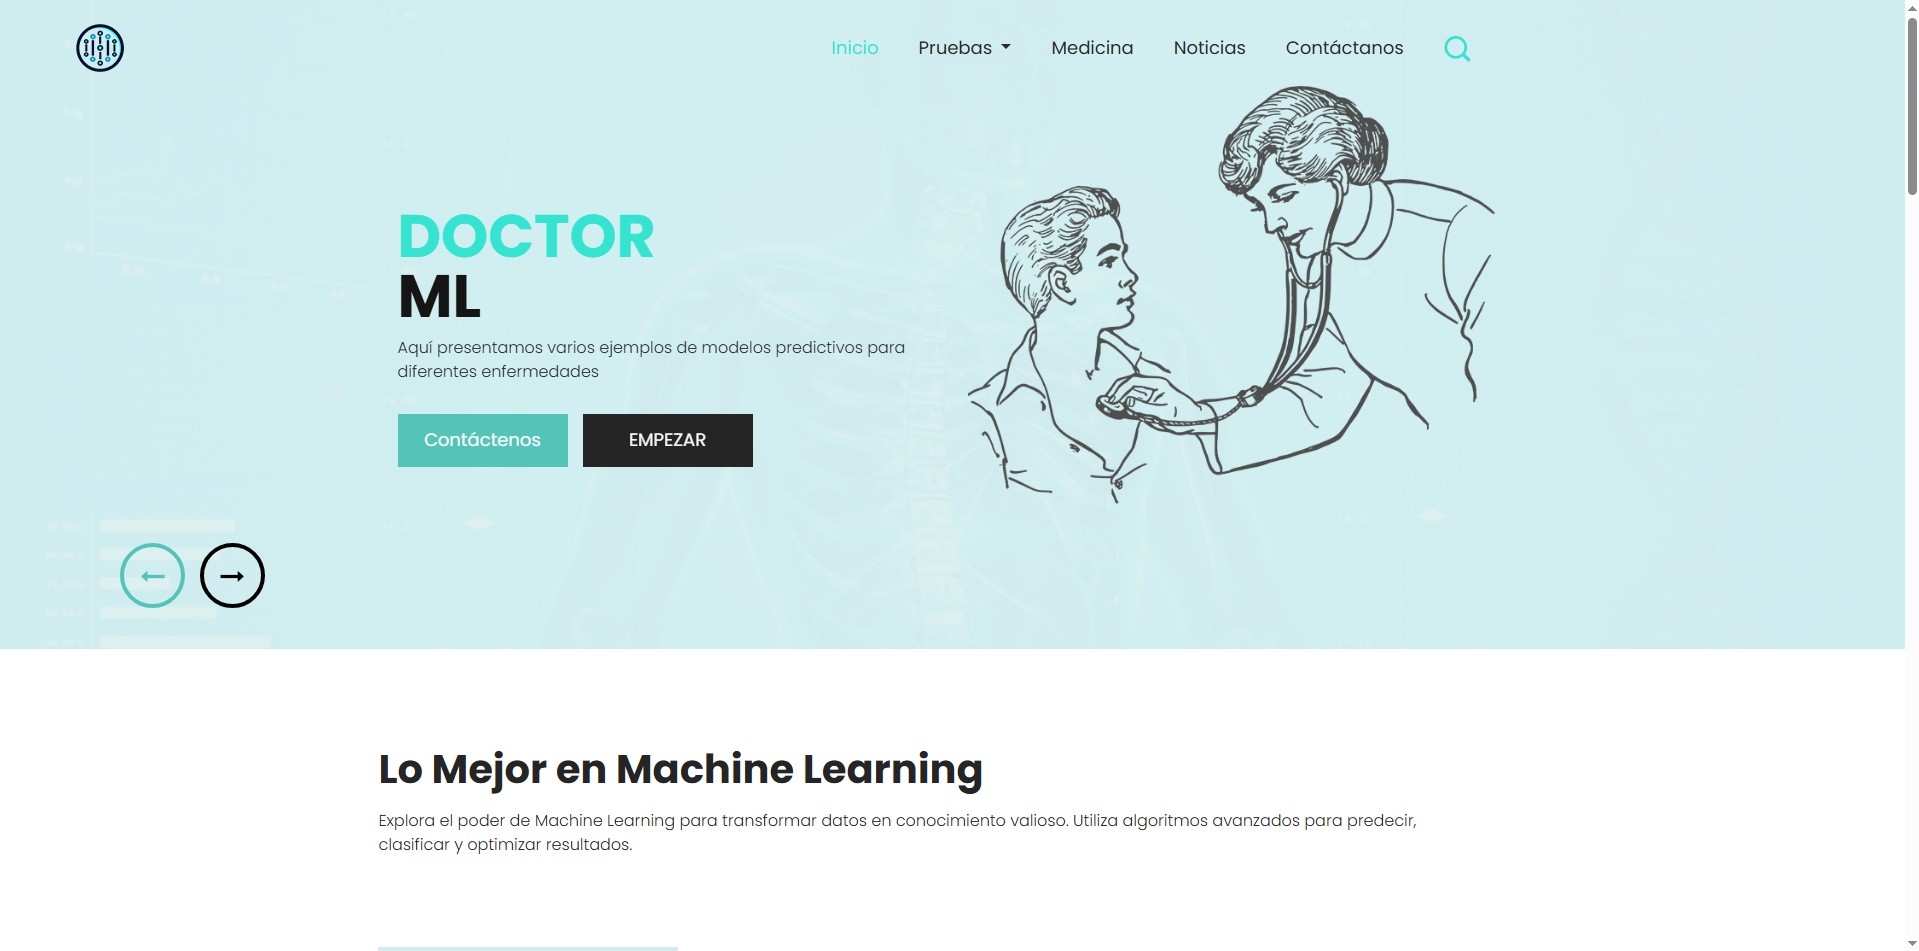 Inicio Pruebas Medicina Noticias Contáctanos
DOCTOR
ML
Aquí presentamos varios ejemplos de modelos predictivos para
diferentes enfermedades
Contáctenos EMPEZAR
Lo Mejor en Machine Learning
Explora el poder de Machine Learning para transformar datos en conocimiento valioso. Utiliza algoritmos avanzados para predecir,
clasificar y optimizar resultados.